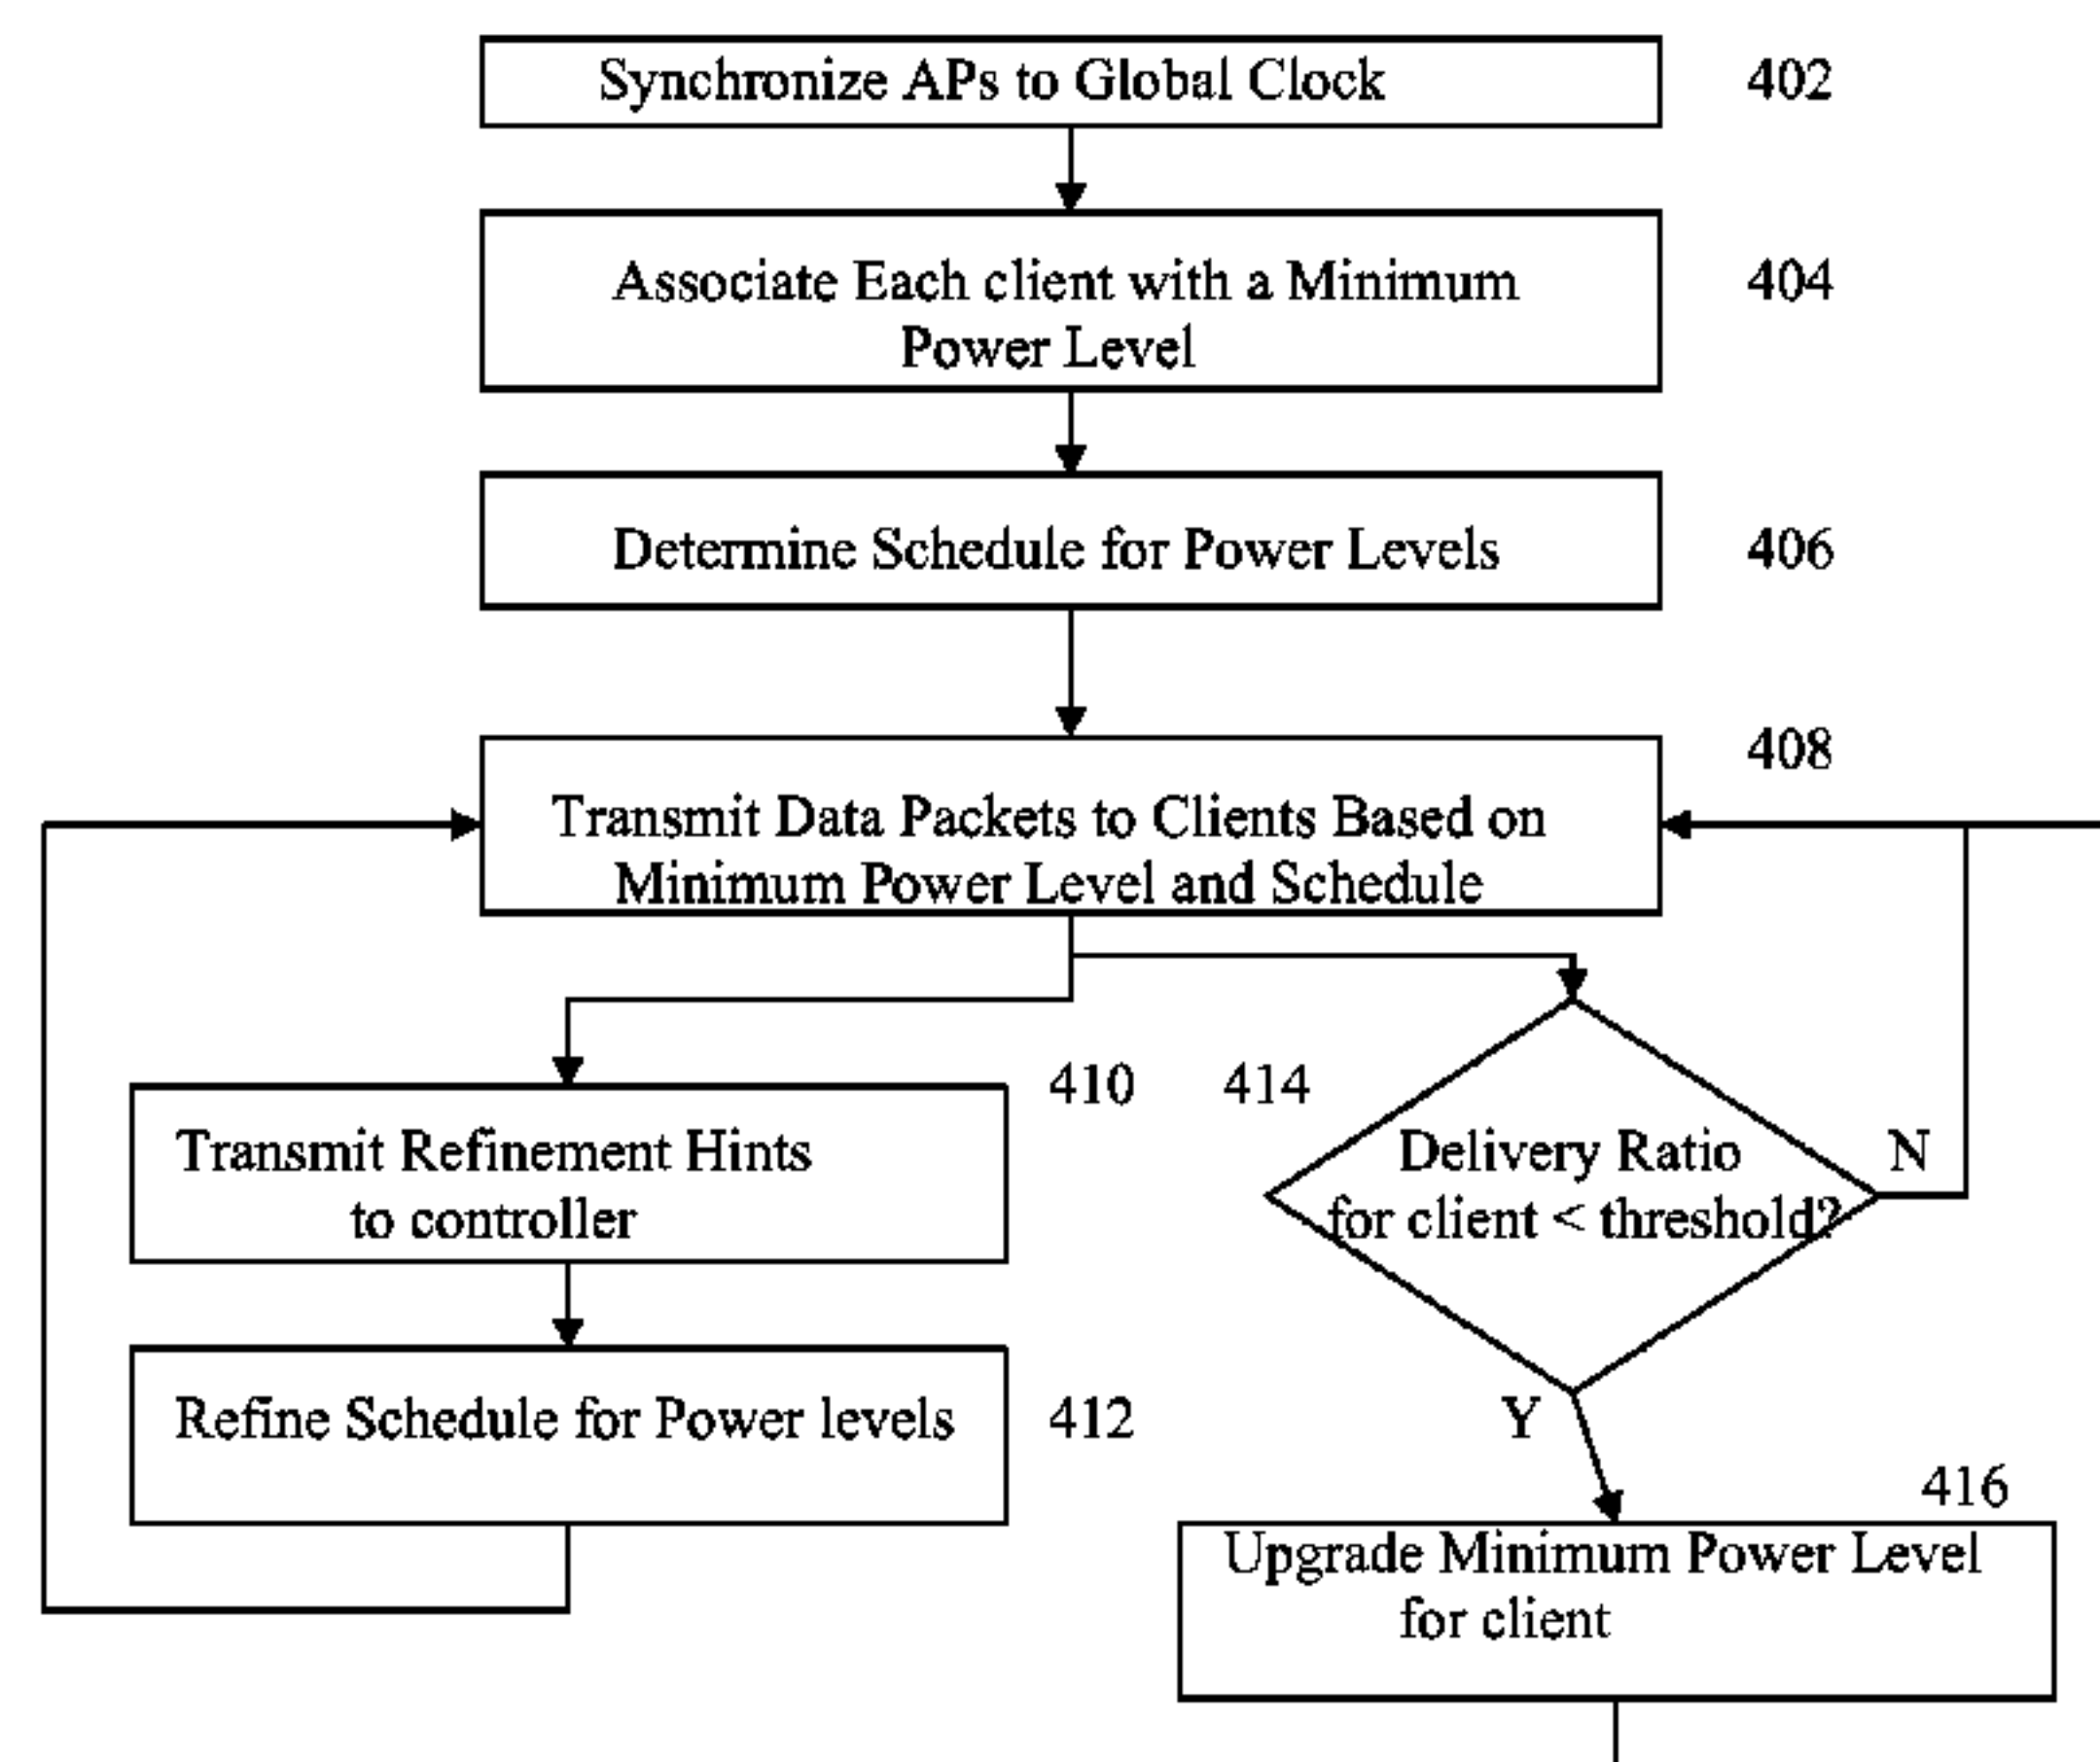 Synchronize APs to Global Clock
402
Associate Each client with a Minimum
Power Level
404
Determine Schedule for Power Levels
406
408
Transmit Data Packets to Clients Based on
Minimum Power Level and Schedule
410
414
Transmit Refinement Hints
to controller
Delivery Ratio
for client < threshold?
N
Refine Schedule for Power levels
412
Y
416
Upgrade Minimum Power Level
for client